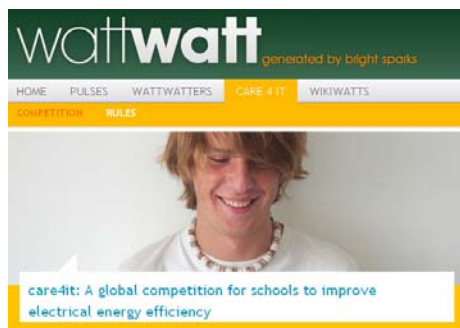 wattwatt generated by bright sparks
HOME PULSES WATTWATTERS CARE 4 IT WIKIWATTS
COMPETITION RULES
care4it: A global competition for schools to improve
electrical energy efficiency